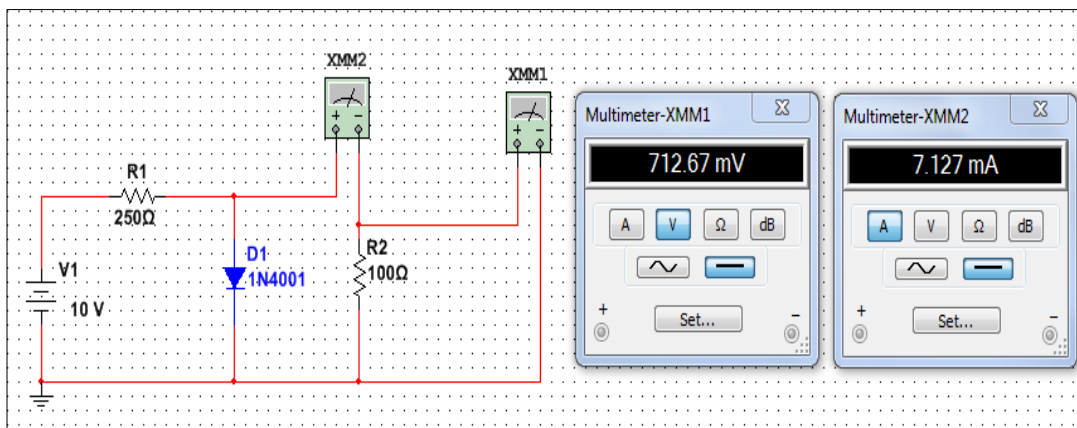 XMM2
XMM1
R1
250Ω
D1
1N4001
R2
100Ω
V1
10 V
+ −
+ −
Multimeter-XMM1
712.67 mV
A V Ω dB
Set...
+ −
Multimeter-XMM2
7.127 mA
A V Ω dB
Set...
+ −